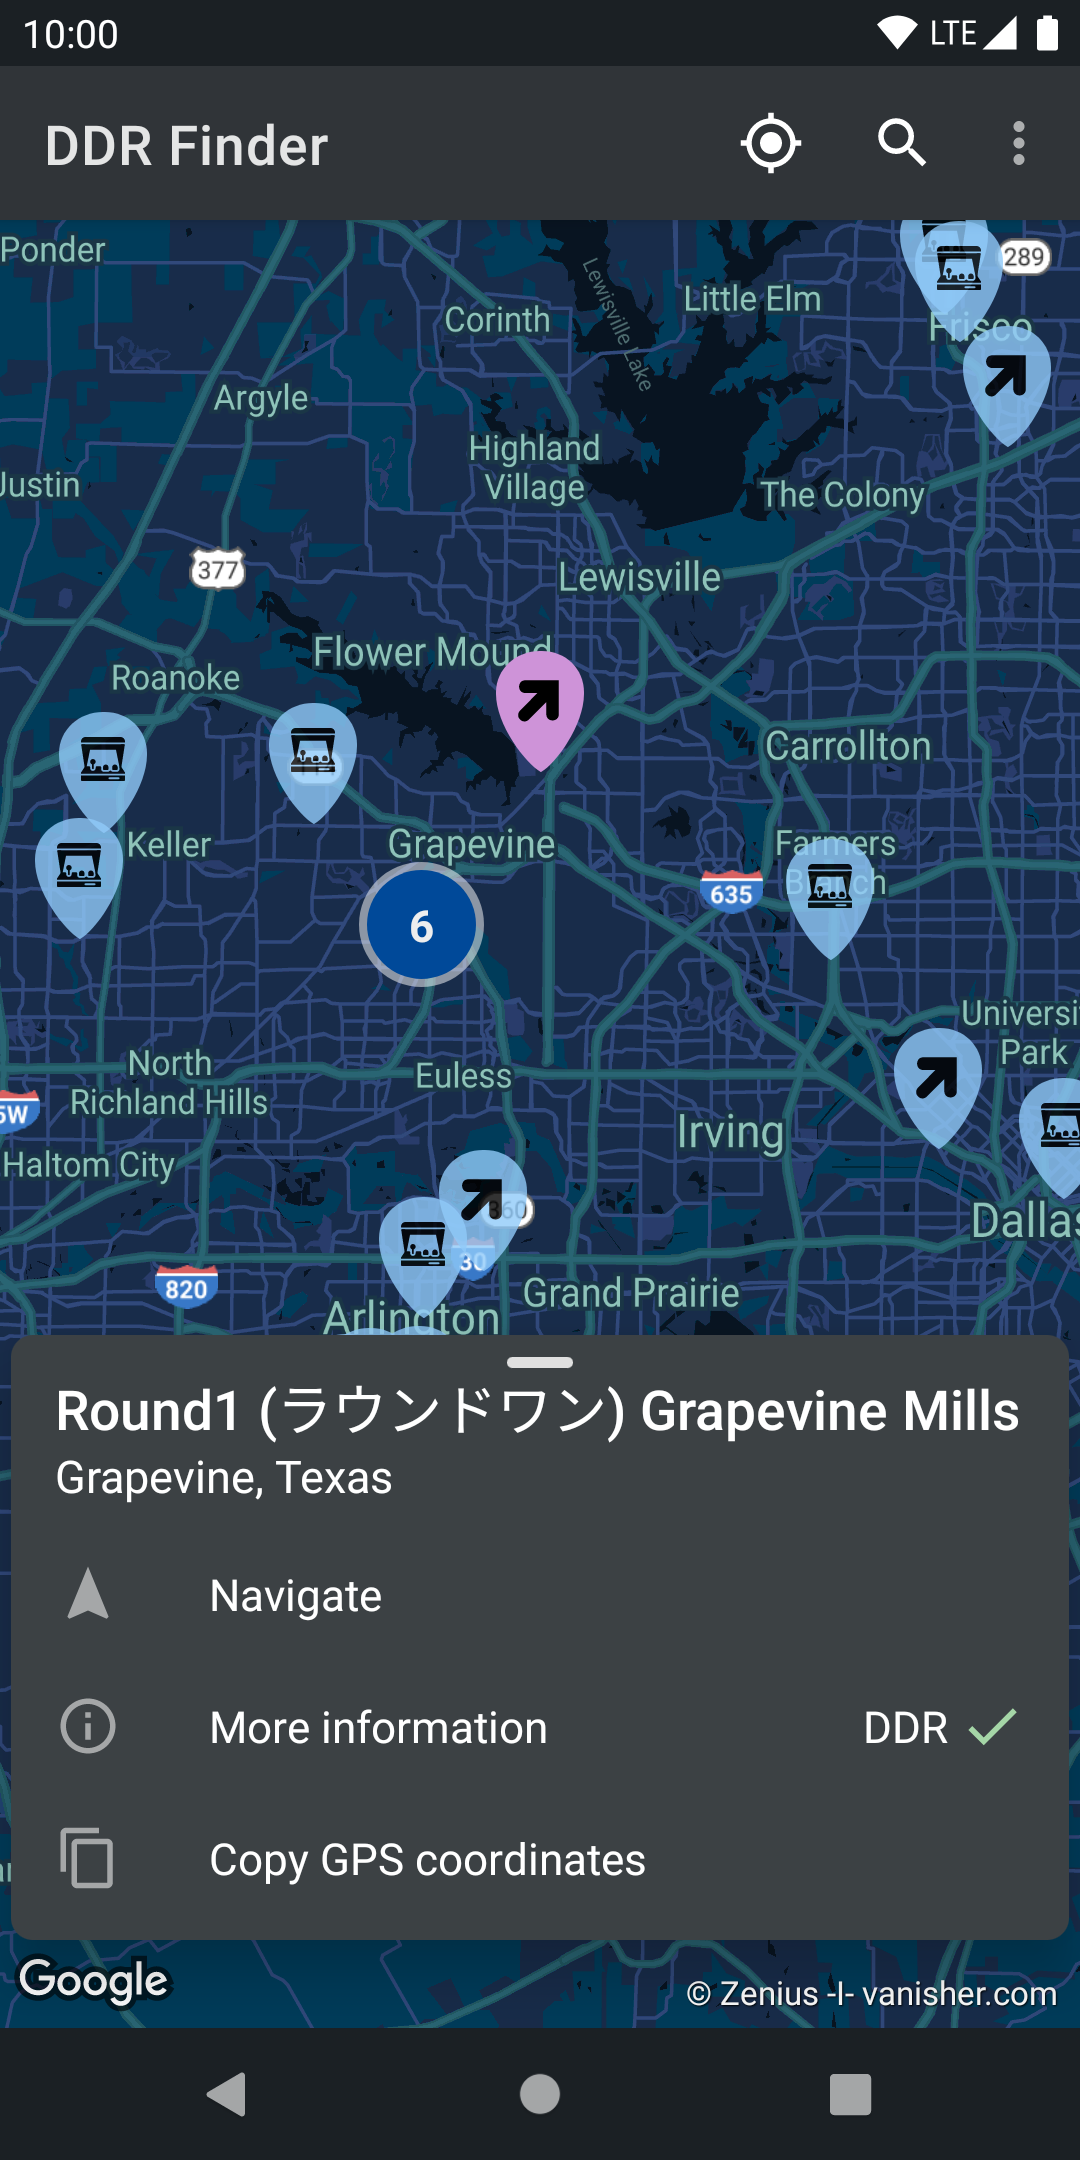 10:00
LTE
DDR Finder
Ponder
289
Little Elm
Lewisville Lake
Corinth
Frisco
Argyle
Highland
Village
Justin
The Colony
377
Lewisville
Flower Mound
Roanoke
Carrollton
Keller
Grapevine
Farmers
Branch
635
6
Universi
Park
North
Richland Hills
Euless
5W
Irving
Haltom City
360
Dallas
30
820
Grand Prairie
Arlington
Round1 (ラウンドワン) Grapevine Mills
Grapevine, Texas
Navigate
More information
DDR
Copy GPS coordinates
Google
© Zenius -I- vanisher.com